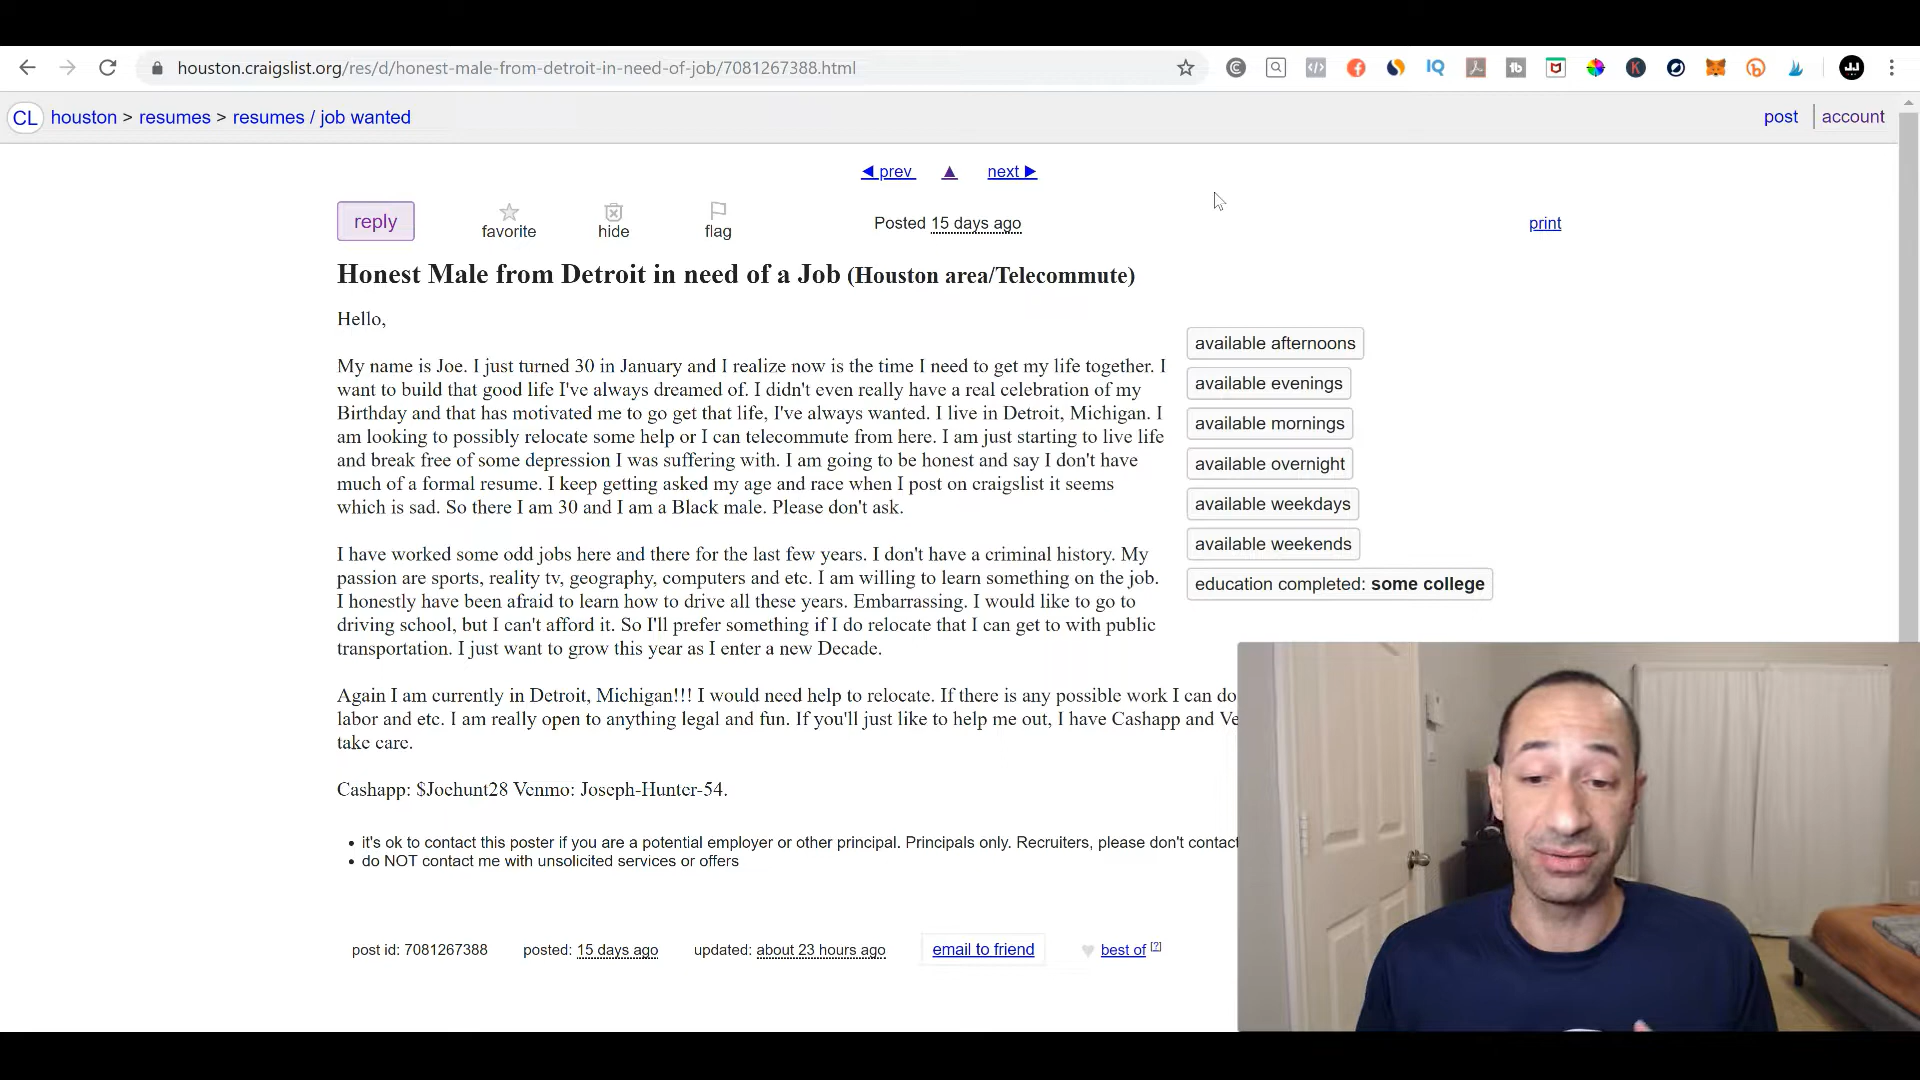 houston.craigslist.org/res/d/honest-male-from-detroit-in-need-of-job/7081267388.html
CL houston > resumes > resumes / job wanted
post account
◀ prev ▲ next ▶
reply
favorite
hide
flag
Posted 15 days ago
print
Honest Male from Detroit in need of a Job (Houston area/Telecommute)
Hello,
My name is Joe. I just turned 30 in January and I realize now is the time I need to get my life together. I
want to build that good life I've always dreamed of. I didn't even really have a real celebration of my
Birthday and that has motivated me to go get that life, I've always wanted. I live in Detroit, Michigan. I
am looking to possibly relocate some help or I can telecommute from here. I am just starting to live life
and break free of some depression I was suffering with. I am going to be honest and say I don't have
much of a formal resume. I keep getting asked my age and race when I post on craigslist it seems
which is sad. So there I am 30 and I am a Black male. Please don't ask.
I have worked some odd jobs here and there for the last few years. I don't have a criminal history. My
passion are sports, reality tv, geography, computers and etc. I am willing to learn something on the job.
I honestly have been afraid to learn how to drive all these years. Embarrassing. I would like to go to
driving school, but I can't afford it. So I'll prefer something if I do relocate that I can get to with public
transportation. I just want to grow this year as I enter a new Decade.
Again I am currently in Detroit, Michigan!!! I would need help to relocate. If there is any possible work I can do
labor and etc. I am really open to anything legal and fun. If you'll just like to help me out, I have Cashapp and Ve
take care.
Cashapp: $Joehunt28 Venmo: Joseph-Hunter-54.
available afternoons
available evenings
available mornings
available overnight
available weekdays
available weekends
education completed: some college
• it's ok to contact this poster if you are a potential employer or other principal. Principals only. Recruiters, please don't contact
• do NOT contact me with unsolicited services or offers
post id: 7081267388 posted: 15 days ago updated: about 23 hours ago email to friend best of [?]